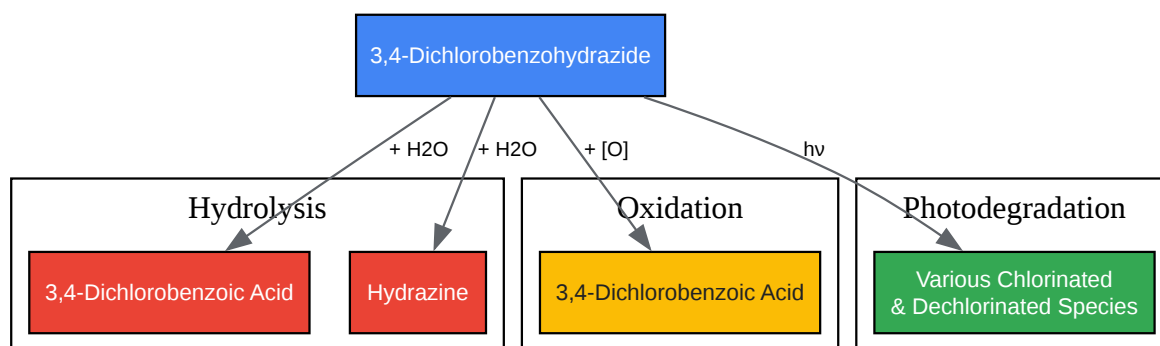 3,4-Dichlorobenzohydrazide
+ H2O
+ H2O
+ [O]
hν
Hydrolysis
Oxidation
Photodegradation
3,4-Dichlorobenzoic Acid
Hydrazine
3,4-Dichlorobenzoic Acid
Various Chlorinated
& Dechlorinated Species